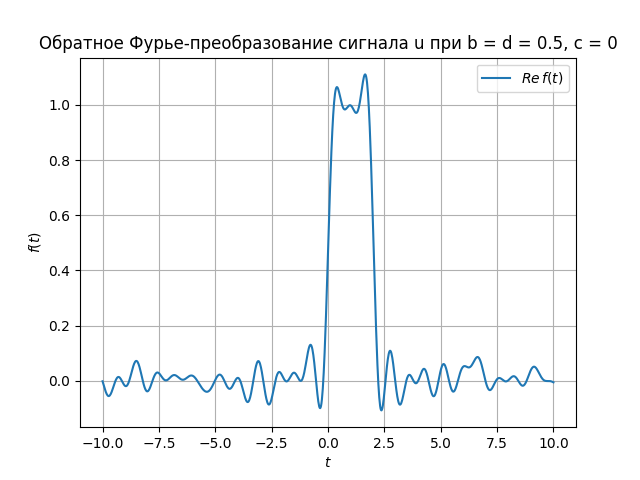 Обратное Фурье-преобразование сигнала u при b = d = 0.5, c = 0
Re f(t)
f(t)
1.0
0.8
0.6
0.4
0.2
0.0
−10.0 −7.5 −5.0 −2.5 0.0 2.5 5.0 7.5 10.0
t